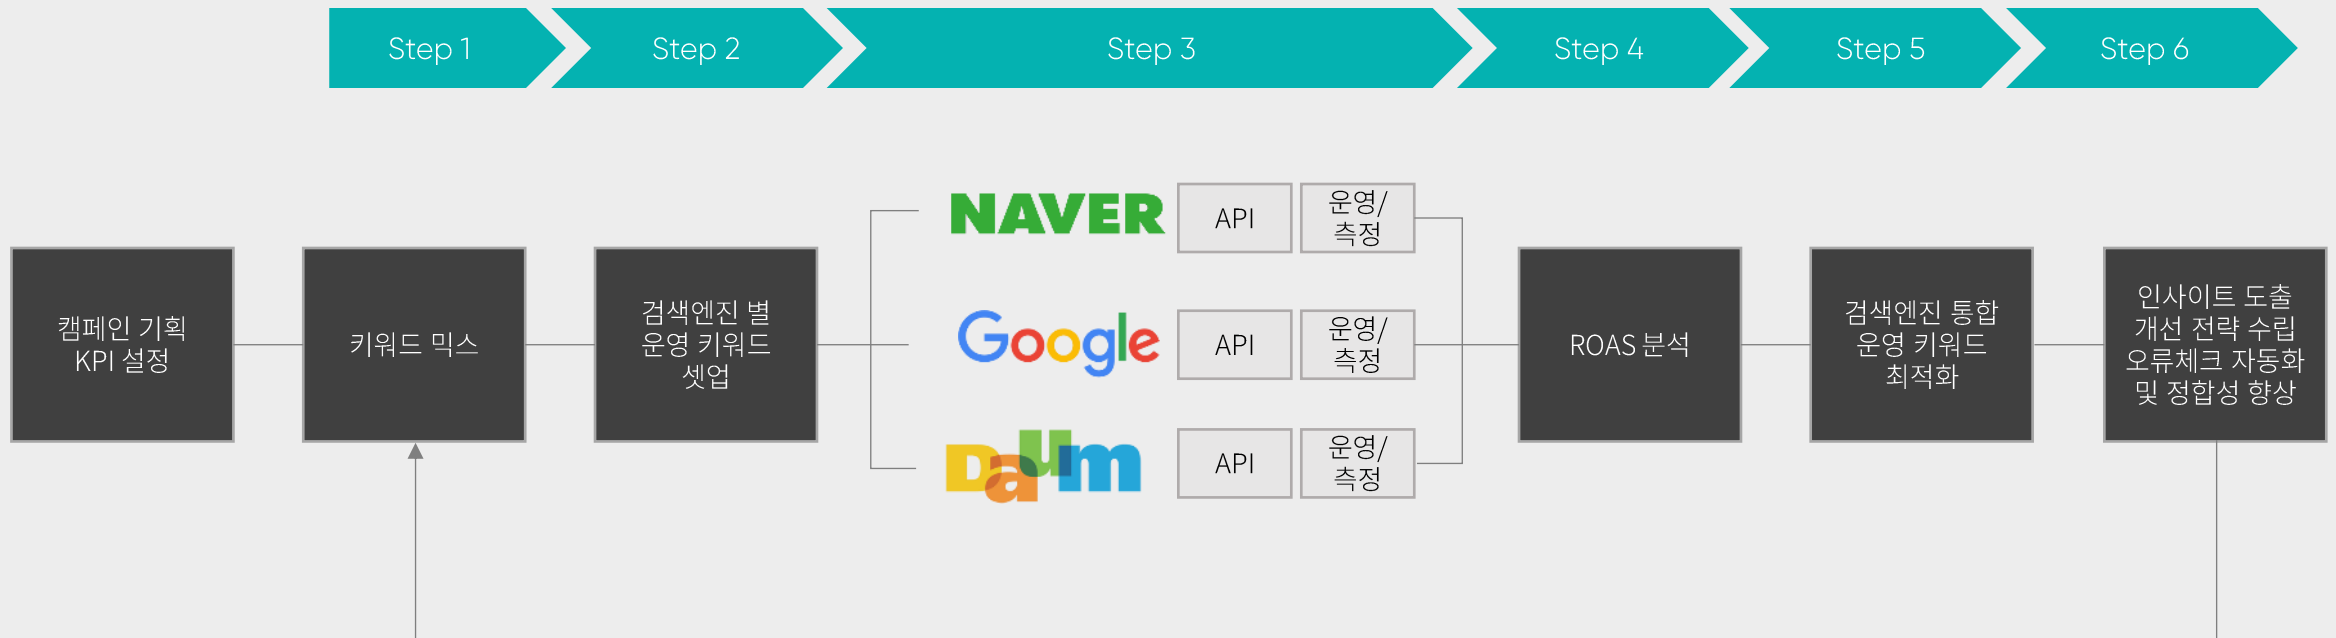 Step 1
Step 2
Step 3
Step 4
Step 5
Step 6
캠페인 기획
KPI 설정
키워드 믹스
검색엔진 별
운영 키워드
셋업
NAVER
API
운영/
측정
Google
API
운영/
측정
Daum
API
운영/
측정
ROAS 분석
검색엔진 통합
운영 키워드
최적화
인사이트 도출
개선 전략 수립
오류체크 자동화
및 정합성 향상